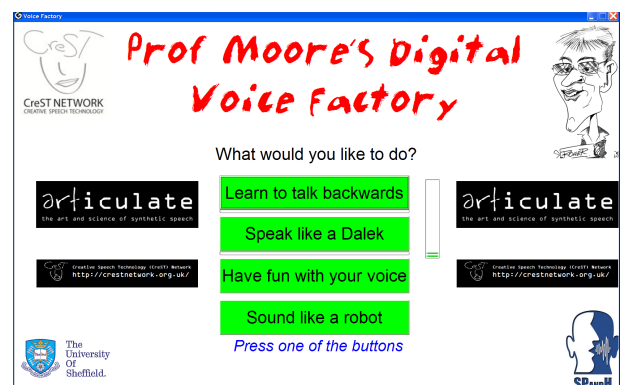 Voice Factory
Prof Moore's Digital
Voice Factory
CreST
CreST NETWORK
CREATIVE SPEECH TECHNOLOGY
What would you like to do?
articulate
the art and science of synthetic speech
Learn to talk backwards
articulate
the art and science of synthetic speech
Speak like a Dalek
CreST
Creative Speech Technology (CreST) Network
http://crestnetwork.org.uk/
Have fun with your voice
CreST
Creative Speech Technology (CreST) Network
http://crestnetwork.org.uk/
Sound like a robot
Press one of the buttons
The
University
Of
Sheffield.
SPandH